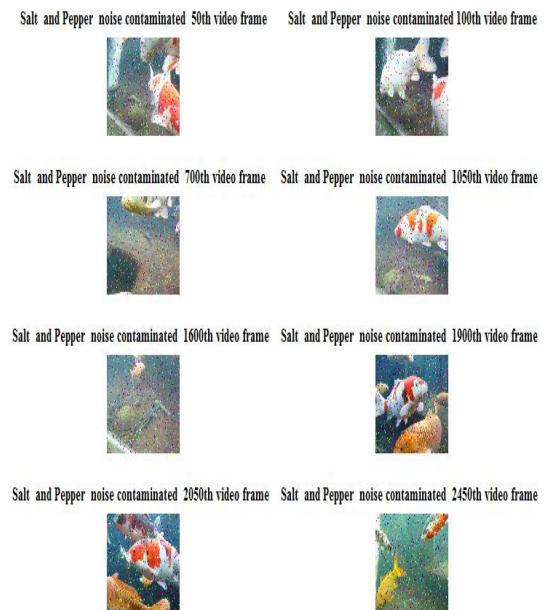 Salt and Pepper noise contaminated 50th video frame
Salt and Pepper noise contaminated 100th video frame
Salt and Pepper noise contaminated 700th video frame
Salt and Pepper noise contaminated 1050th video frame
Salt and Pepper noise contaminated 1600th video frame
Salt and Pepper noise contaminated 1900th video frame
Salt and Pepper noise contaminated 2050th video frame
Salt and Pepper noise contaminated 2450th video frame